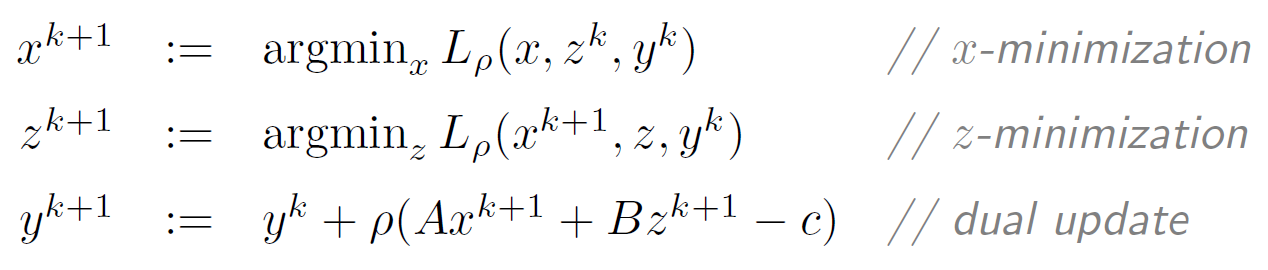 x^{k+1} := argmin_x L_ρ(x, z^k, y^k) // x-minimization
z^{k+1} := argmin_z L_ρ(x^{k+1}, z, y^k) // z-minimization
y^{k+1} := y^k + ρ(Ax^{k+1} + Bz^{k+1} − c) // dual update